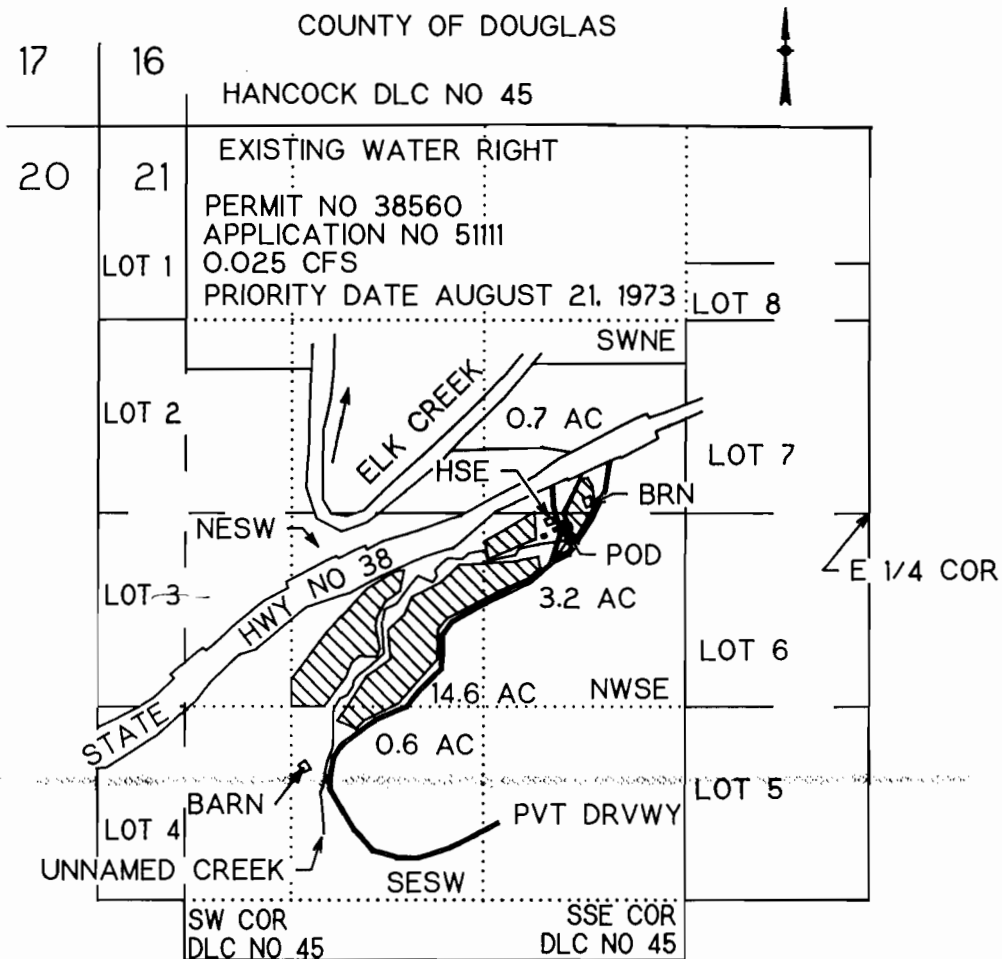 COUNTY OF DOUGLAS
17 16
HANCOCK DLC NO 45
20 21
EXISTING WATER RIGHT
PERMIT NO 38560
APPLICATION NO 51111
0.025 CFS
PRIORITY DATE AUGUST 21. 1973
LOT 1
LOT 8
SWNE
LOT 2
ELK CREEK
0.7 AC
LOT 7
HSE
BRN
NESW
POD
E 1/4 COR
LOT 3
STATE HWY NO 38
3.2 AC
LOT 6
14.6 AC
NWSE
0.6 AC
BARN
LOT 5
PVT DRVWY
LOT 4
UNNAMED CREEK
SESW
SW COR
DLC NO 45
SSE COR
DLC NO 45